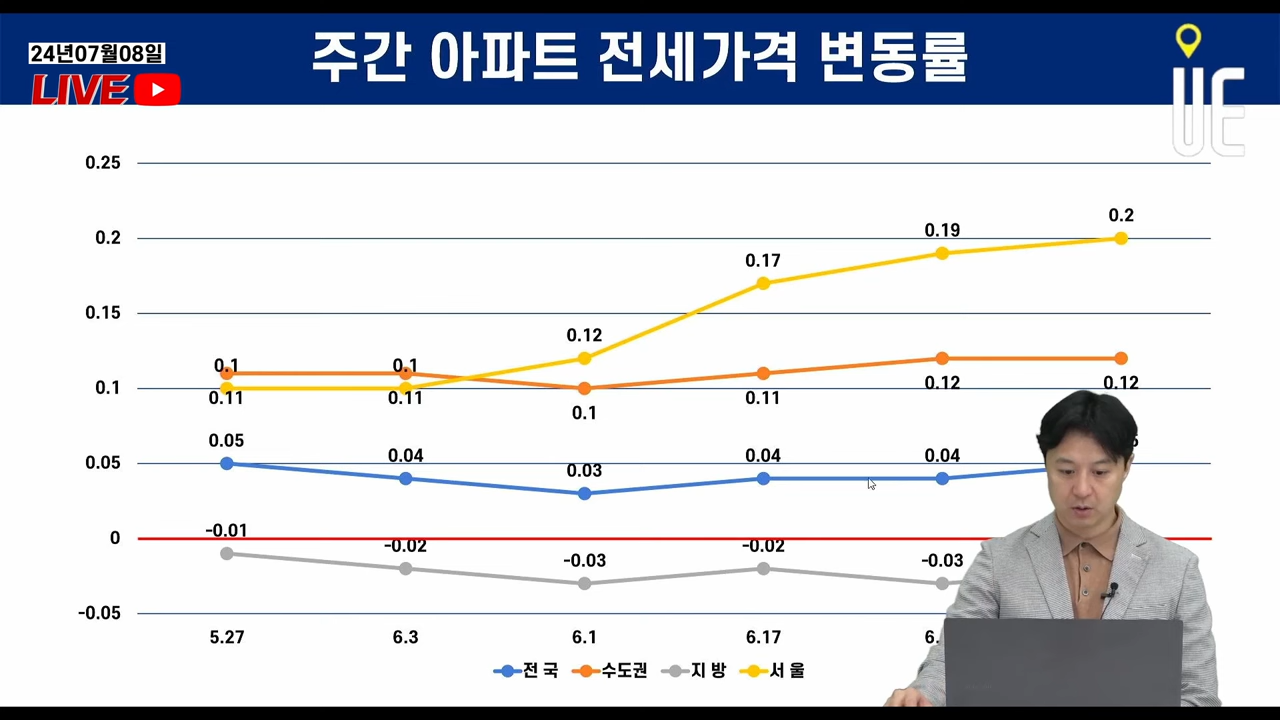 24년07월08일
LIVE
주간 아파트 전세가격 변동률
UE
0.25
0.2
0.15
0.1
0.05
0
-0.05
0.1 0.1 0.12 0.17 0.19 0.2
0.11 0.11 0.1 0.11 0.12 0.12
0.05 0.04 0.03 0.04 0.04
-0.01 -0.02 -0.03 -0.02 -0.03
5.27 6.3 6.1 6.17
전국 수도권 지방 서울